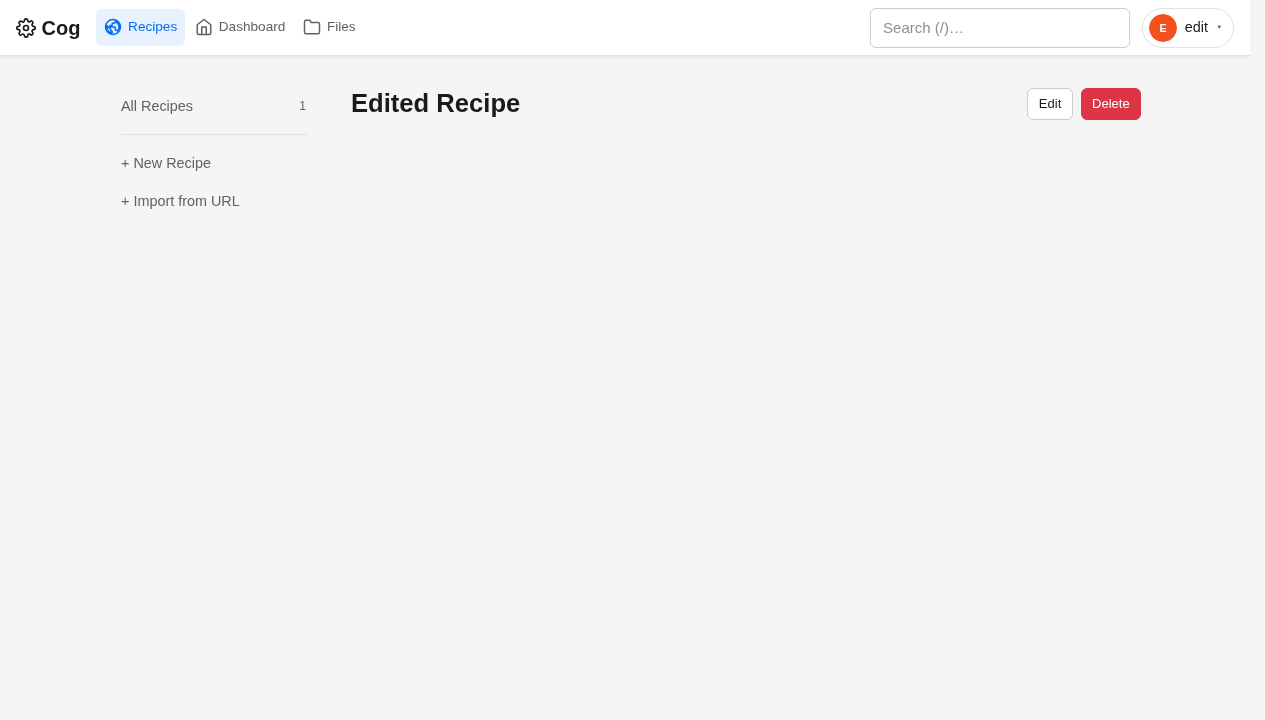 Cog
Recipes
Dashboard
Files
Search (/)…
E
edit
All Recipes
1
+ New Recipe
+ Import from URL
Edited Recipe
Edit
Delete